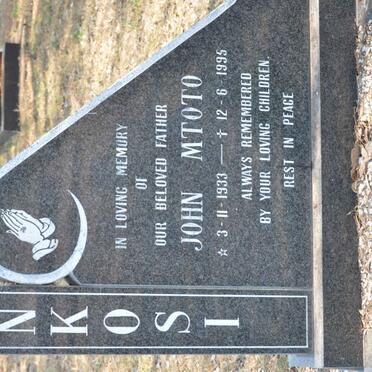 IN LOVING MEMORY
OF
OUR BELOVED FATHER
JOHN MTOTO
☆ 3-11-1933 — ✝ 12-6-1995
ALWAYS REMEMBERED
BY YOUR LOVING CHILDREN.
REST IN PEACE
NKOSI